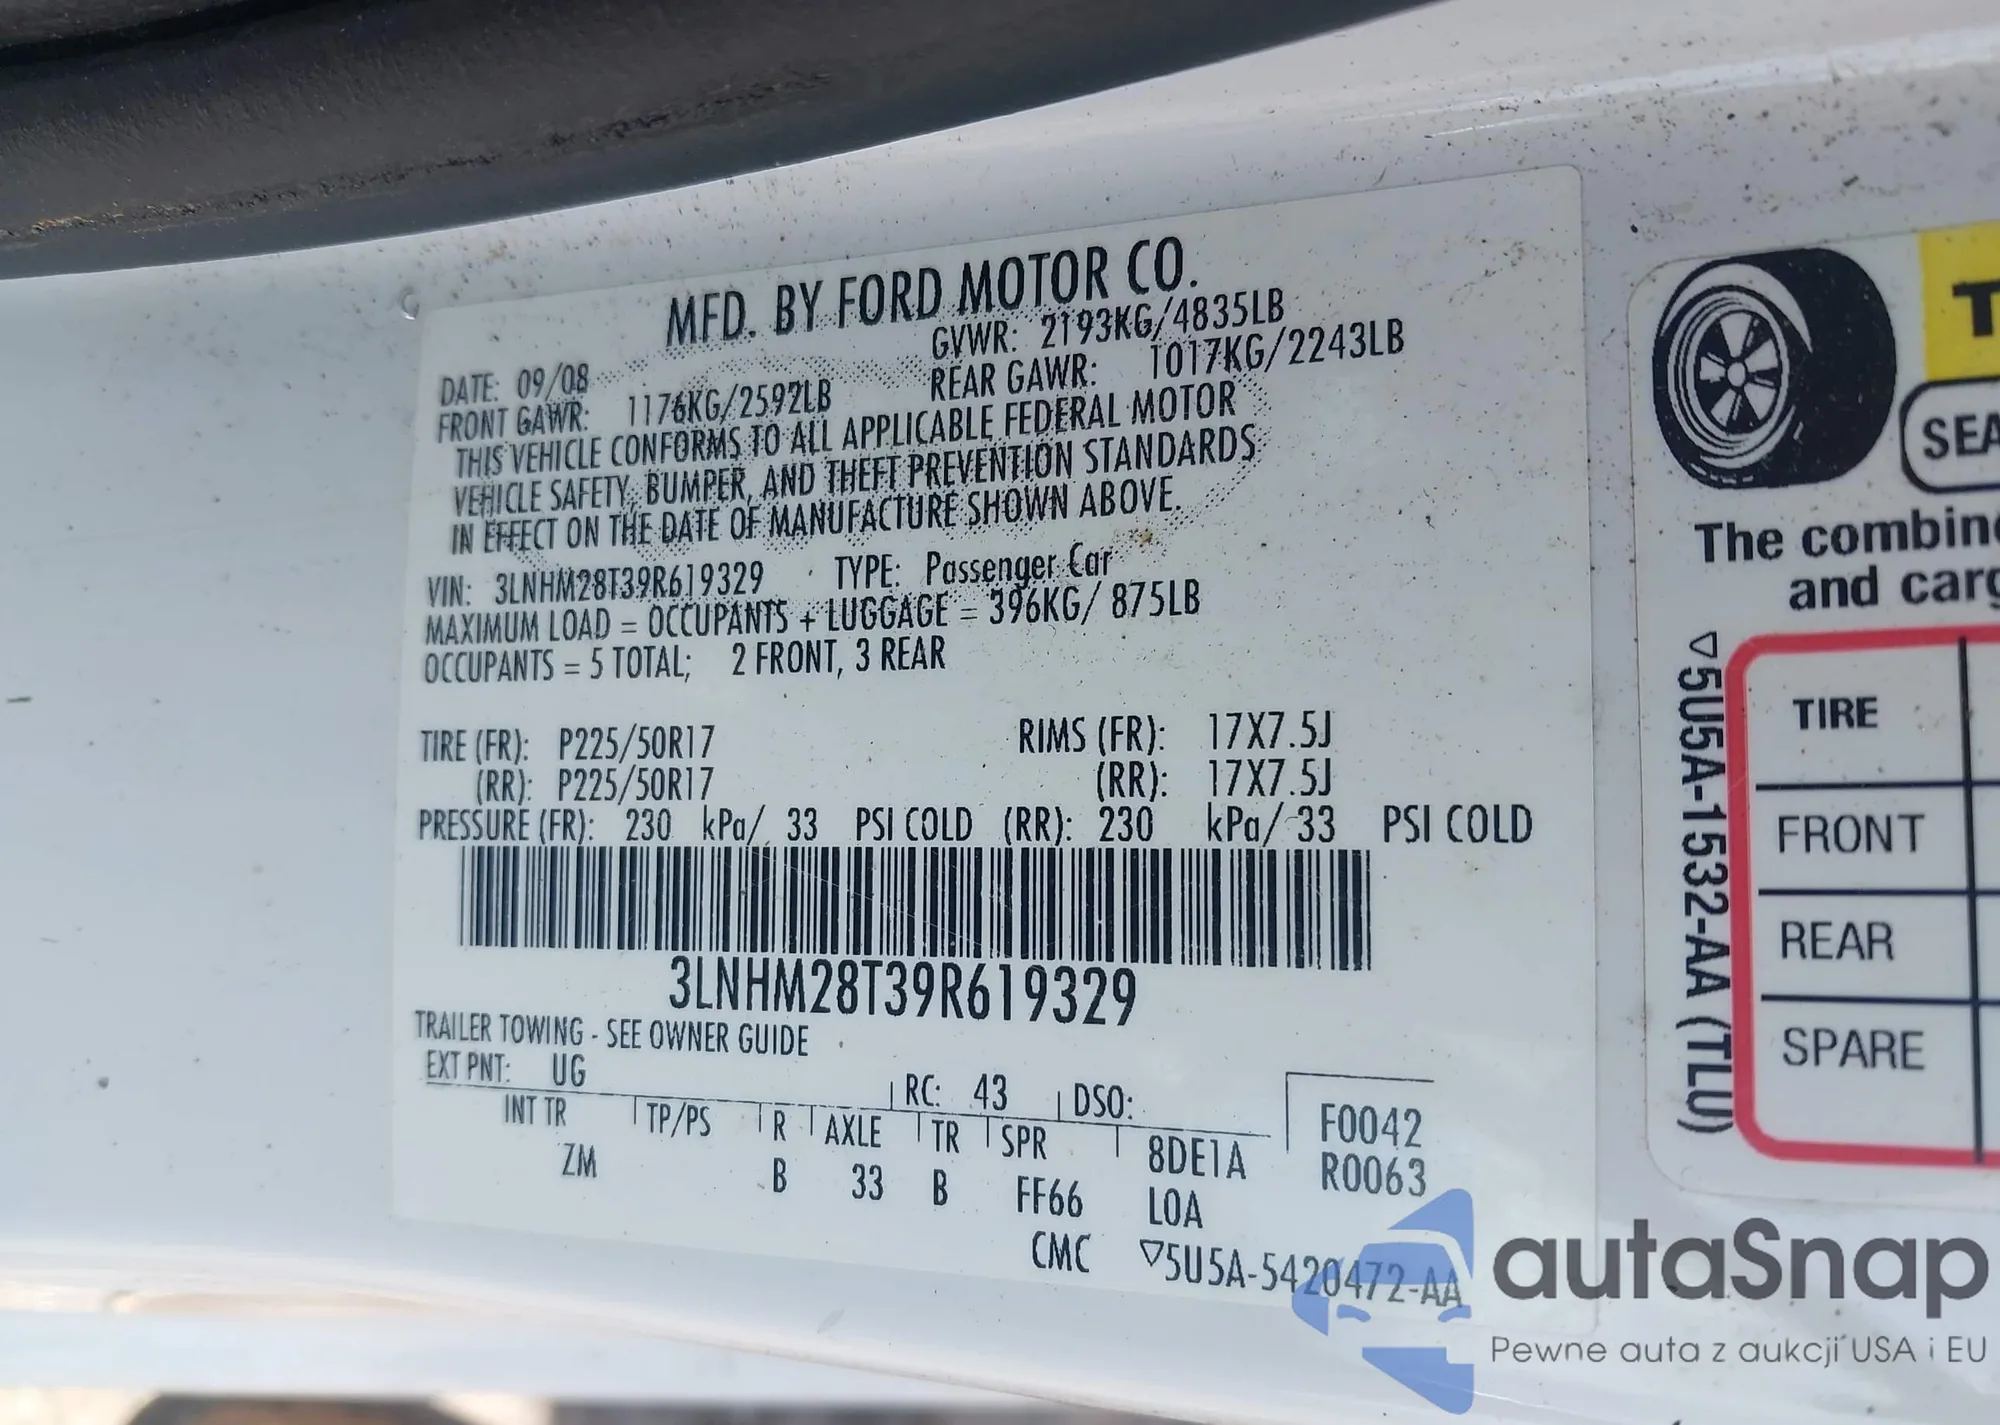 MFD. BY FORD MOTOR CO.
DATE: 09/08 GVWR: 2193KG/4835LB
FRONT GAWR: 1176KG/2592LB REAR GAWR: 1017KG/2243LB
THIS VEHICLE CONFORMS TO ALL APPLICABLE FEDERAL MOTOR
VEHICLE SAFETY, BUMPER, AND THEFT PREVENTION STANDARDS
IN EFFECT ON THE DATE OF MANUFACTURE SHOWN ABOVE.
VIN: 3LNHM28T39R619329 TYPE: Passenger Car
MAXIMUM LOAD = OCCUPANTS + LUGGAGE = 396KG/ 875LB
OCCUPANTS = 5 TOTAL; 2 FRONT, 3 REAR
TIRE (FR): P225/50R17 RIMS (FR): 17X7.5J
(RR): P225/50R17 (RR): 17X7.5J
PRESSURE (FR): 230 kPa/ 33 PSI COLD (RR): 230 kPa/ 33 PSI COLD
3LNHM28T39R619329
TRAILER TOWING - SEE OWNER GUIDE
EXT PNT: UG RC: 43 DSO:
INT TR TP/PS R AXLE TR SPR 8DE1A F0042
ZM B 33 B FF66 LOA R0063
CMC ▽5U5A-5420472-AA
T
SEA
The combin
and carg
▽5U5A-1532-AA (TLU)
TIRE
FRONT
REAR
SPARE
autaSnap
Pewne auta z aukcji USA i EU